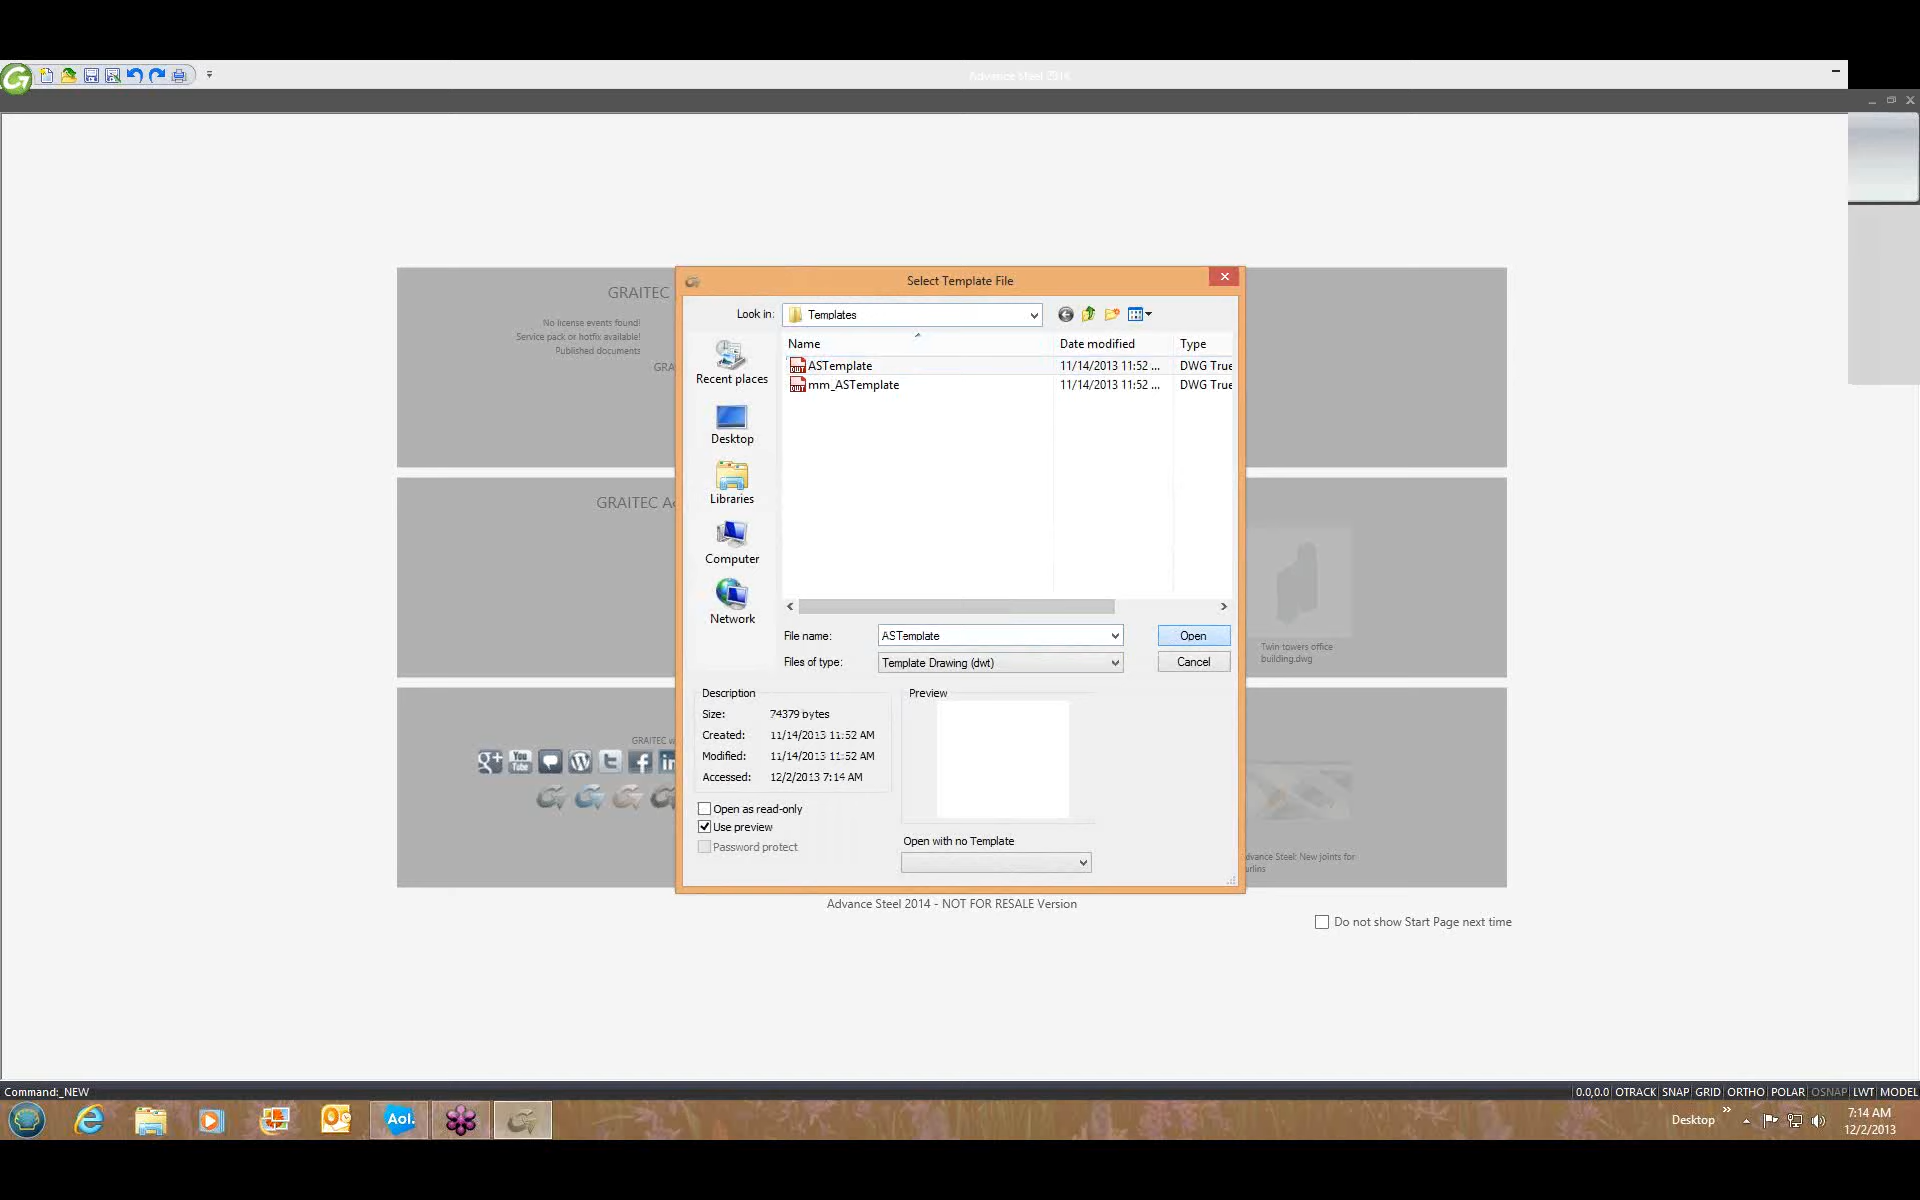 Advance Steel 2014
GRAITEC
No license events found!
Service pack or hotfix available!
Published documents
GRA
GRAITEC
GRAITEC
Twin towers office
building.dwg
Advance Steel: New joints for
purlins
Select Template File
Look in:
Templates
Name
Date modified
Type
ASTemplate
11/14/2013 11:52 ...
DWG True
mm_ASTemplate
11/14/2013 11:52 ...
DWG True
Recent places
Desktop
Libraries
Computer
Network
File name:
ASTemplate
Open
Files of type:
Template Drawing (dwt)
Cancel
Description
Size: 74379 bytes
Created: 11/14/2013 11:52 AM
Modified: 11/14/2013 11:52 AM
Accessed: 12/2/2013 7:14 AM
Preview
Open as read-only
Use preview
Password protect
Open with no Template
Advance Steel 2014 - NOT FOR RESALE Version
Do not show Start Page next time
Command:_NEW
0.0,0.0 OTRACK SNAP GRID ORTHO POLAR OSNAP LWT MODEL
Aol.
Desktop
7:14 AM
12/2/2013